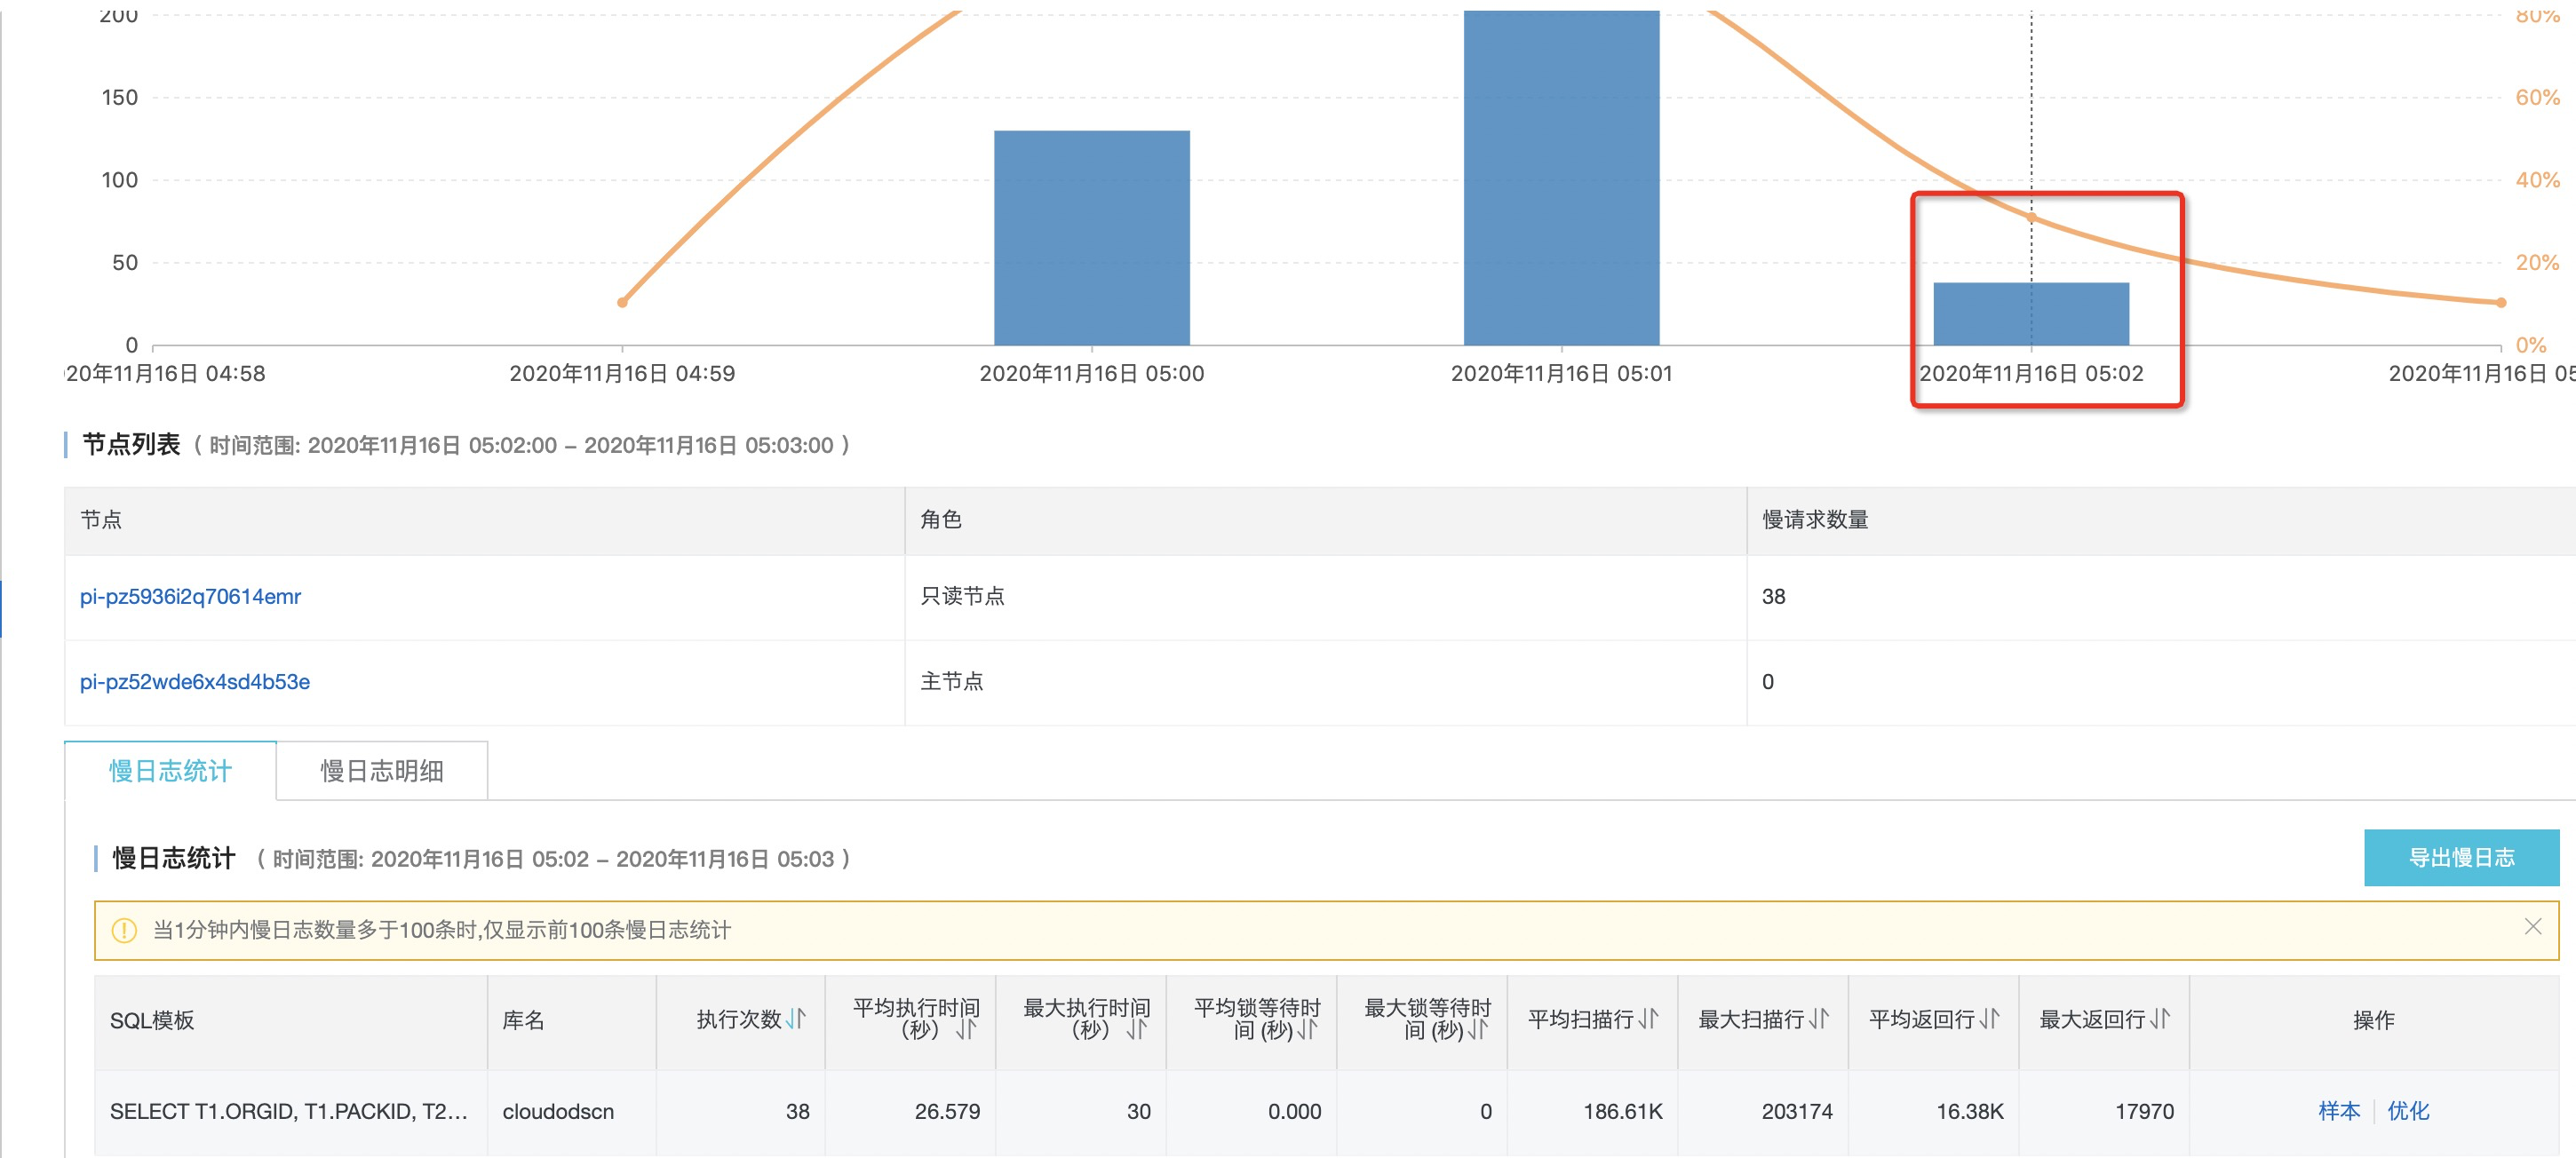 200
80%
150
60%
100
40%
50
20%
0
0%
20年11月16日 04:58
2020年11月16日 04:59
2020年11月16日 05:00
2020年11月16日 05:01
2020年11月16日 05:02
2020年11月16日 05
节点列表 ( 时间范围: 2020年11月16日 05:02:00 – 2020年11月16日 05:03:00 )
节点 角色 慢请求数量
pi-pz5936i2q70614emr 只读节点 38
pi-pz52wde6x4sd4b53e 主节点 0
慢日志统计 慢日志明细
慢日志统计 ( 时间范围: 2020年11月16日 05:02 – 2020年11月16日 05:03 )
导出慢日志
当1分钟内慢日志数量多于100条时,仅显示前100条慢日志统计
SQL模板 库名 执行次数 平均执行时间（秒） 最大执行时间（秒） 平均锁等待时间 (秒) 最大锁等待时间 (秒) 平均扫描行 最大扫描行 平均返回行 最大返回行 操作
SELECT T1.ORGID, T1.PACKID, T2... cloudodscn 38 26.579 30 0.000 0 186.61K 203174 16.38K 17970 样本 优化